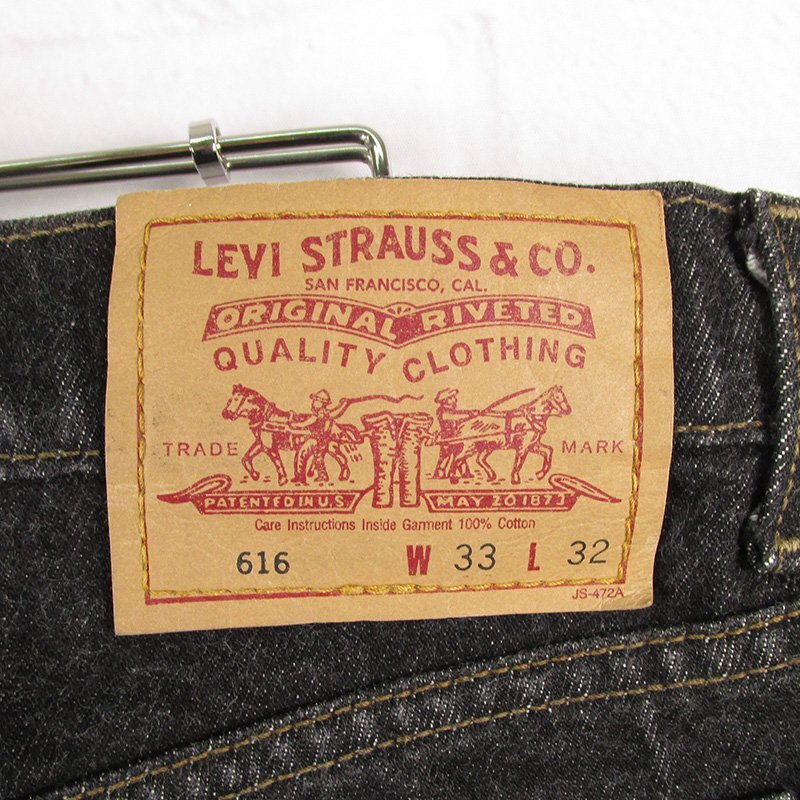 LEVI STRAUSS & CO.
SAN FRANCISCO, CAL.
ORIGINAL RIVETED
QUALITY CLOTHING
TRADE MARK
PATENTED IN U.S. MAY 20 1873
Care Instructions Inside Garment 100% Cotton
616 W 33 L 32
JS-472A